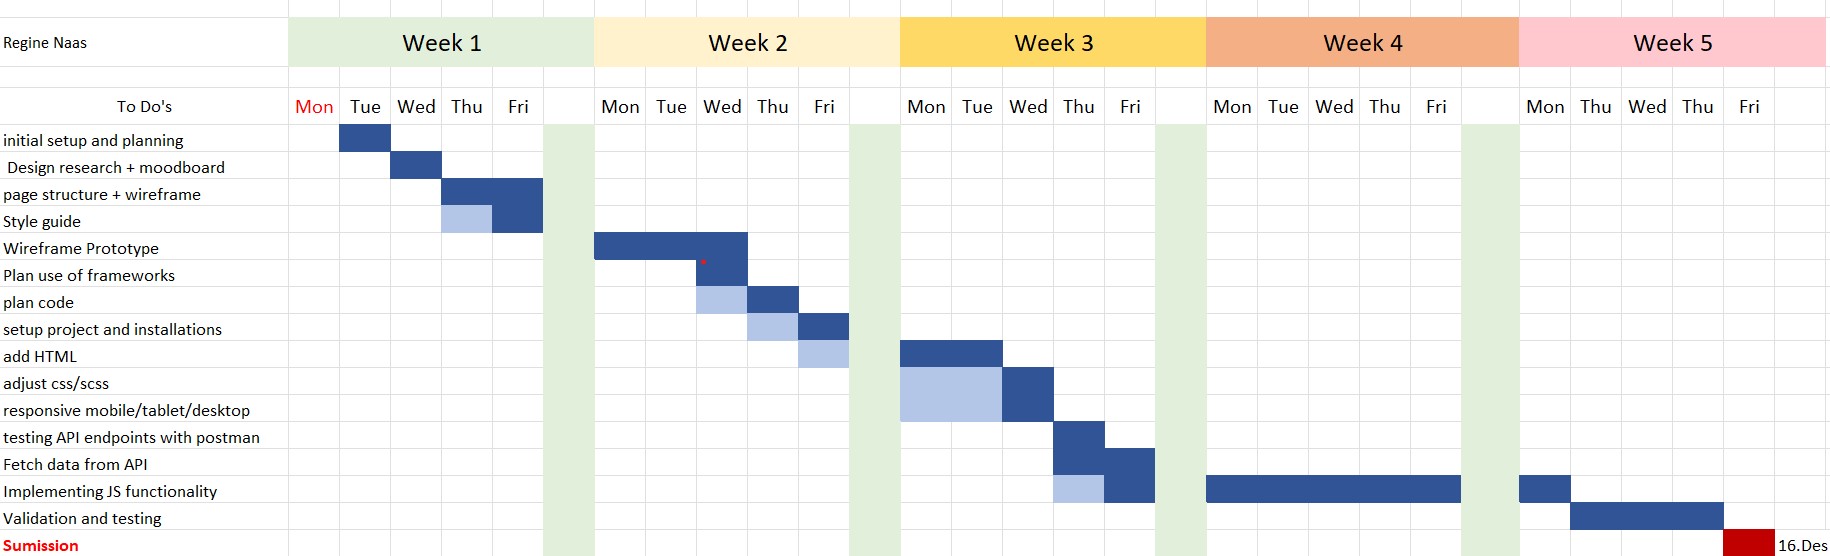 Regine Naas Week 1 Week 2 Week 3 Week 4 Week 5
To Do's Mon Tue Wed Thu Fri Mon Tue Wed Thu Fri Mon Tue Wed Thu Fri Mon Tue Wed Thu Fri Mon Thu Wed Thu Fri
initial setup and planning
Design research + moodboard
page structure + wireframe
Style guide
Wireframe Prototype
Plan use of frameworks
plan code
setup project and installations
add HTML
adjust css/scss
responsive mobile/tablet/desktop
testing API endpoints with postman
Fetch data from API
Implementing JS functionality
Validation and testing
Sumission 16.Des